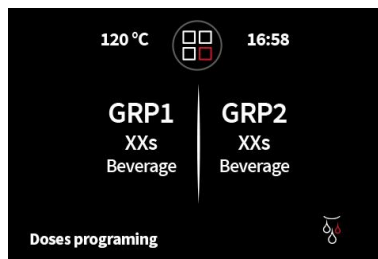 120 °C 16:58
GRP1 GRP2
XXs XXs
Beverage Beverage
Doses programing